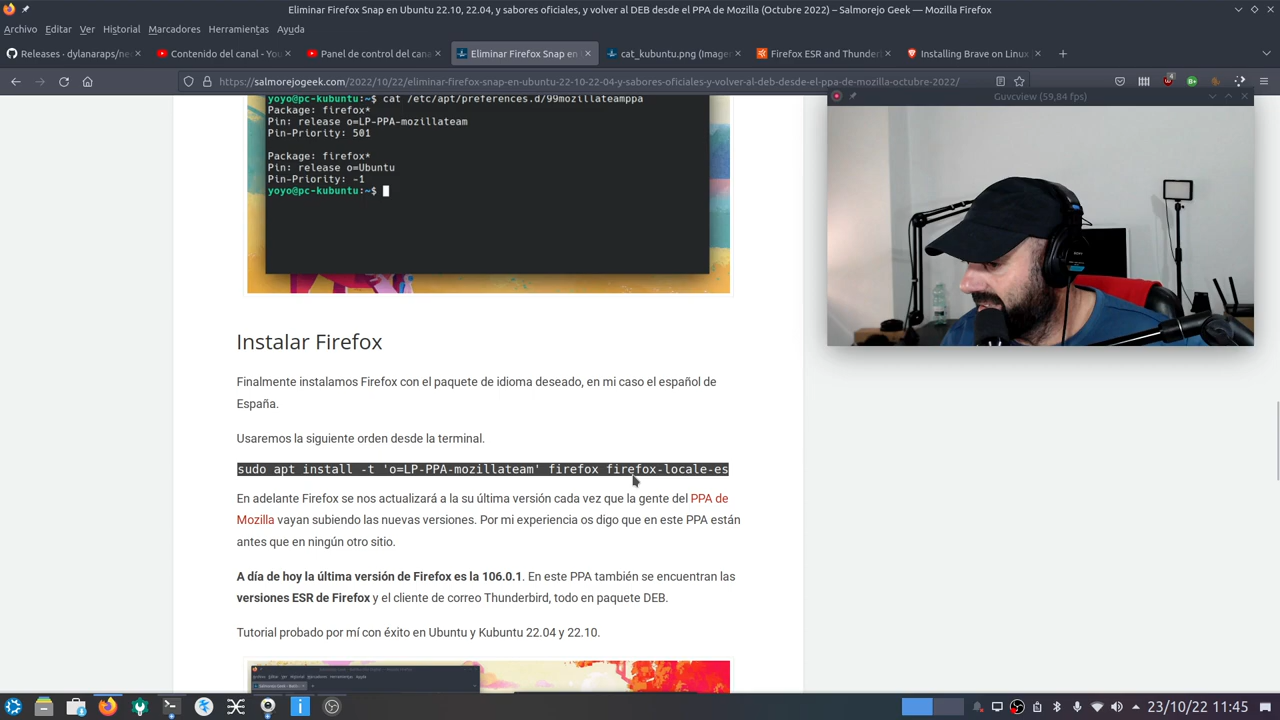 Eliminar Firefox Snap en Ubuntu 22.10, 22.04, y sabores oficiales, y volver al DEB desde el PPA de Mozilla (Octubre 2022) – Salmorejo Geek — Mozilla Firefox
Archivo Editar Ver Historial Marcadores Herramientas Ayuda
Releases · dylanaraps/ne
Contenido del canal - You
Panel de control del cana
Eliminar Firefox Snap en
cat_kubuntu.png (Image
Firefox ESR and Thunder
Installing Brave on Linux
https://salmorejogeek.com/2022/10/22/eliminar-firefox-snap-en-ubuntu-22-10-22-04-y-sabores-oficiales-y-volver-al-deb-desde-el-ppa-de-mozilla-octubre-2022/
Guvcview (59,84 fps)
yoyo@pc-kubuntu:~$ cat /etc/apt/preferences.d/99mozillateamppa
Package: firefox*
Pin: release o=LP-PPA-mozillateam
Pin-Priority: 501
Package: firefox*
Pin: release o=Ubuntu
Pin-Priority: -1
yoyo@pc-kubuntu:~$
Instalar Firefox
Finalmente instalamos Firefox con el paquete de idioma deseado, en mi caso el español de
España.
Usaremos la siguiente orden desde la terminal.
sudo apt install -t 'o=LP-PPA-mozillateam' firefox firefox-locale-es
En adelante Firefox se nos actualizará a la su última versión cada vez que la gente del PPA de
Mozilla vayan subiendo las nuevas versiones. Por mi experiencia os digo que en este PPA están
antes que en ningún otro sitio.
A día de hoy la última versión de Firefox es la 106.0.1. En este PPA también se encuentran las
versiones ESR de Firefox y el cliente de correo Thunderbird, todo en paquete DEB.
Tutorial probado por mí con éxito en Ubuntu y Kubuntu 22.04 y 22.10.
23/10/22 11:45